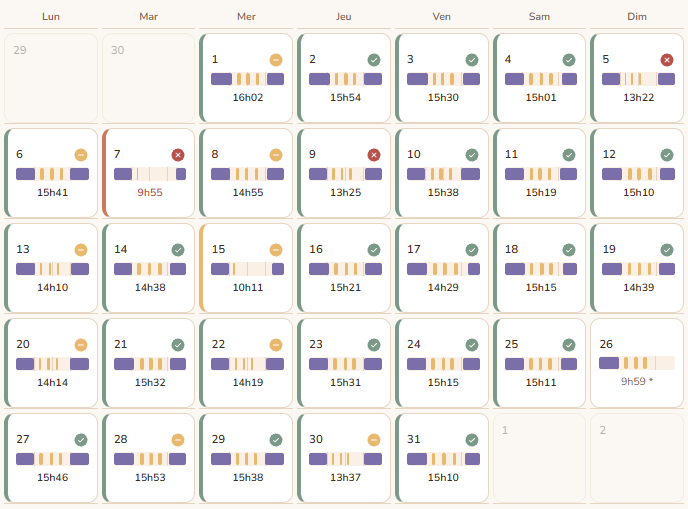 Lun Mar Mer Jeu Ven Sam Dim
29 30 1 2 3 4 5
16h02 15h54 15h30 15h01 13h22
6 7 8 9 10 11 12
15h41 9h55 14h55 13h25 15h38 15h19 15h10
13 14 15 16 17 18 19
14h10 14h38 10h11 15h21 14h29 15h15 14h39
20 21 22 23 24 25 26
14h14 15h32 14h19 15h31 15h15 15h11 9h59 *
27 28 29 30 31 1 2
15h46 15h53 15h38 13h37 15h10